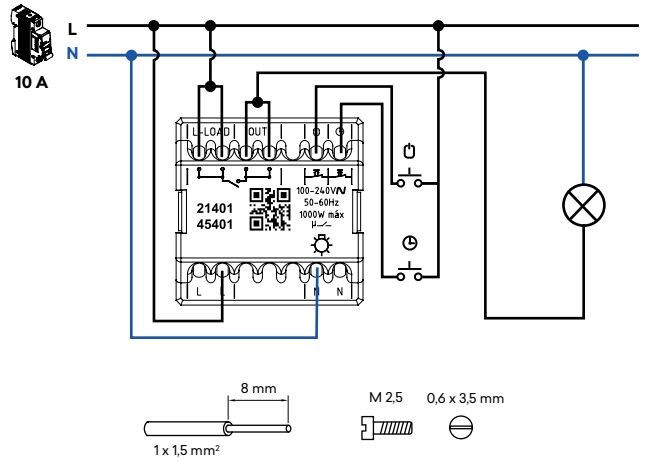 L
N
10 A
L-LOAD OUT
100-240V
50-60Hz
1000W máx
μ
21401
45401
L L N N
8 mm
1 x 1,5 mm²
M 2,5
0,6 x 3,5 mm